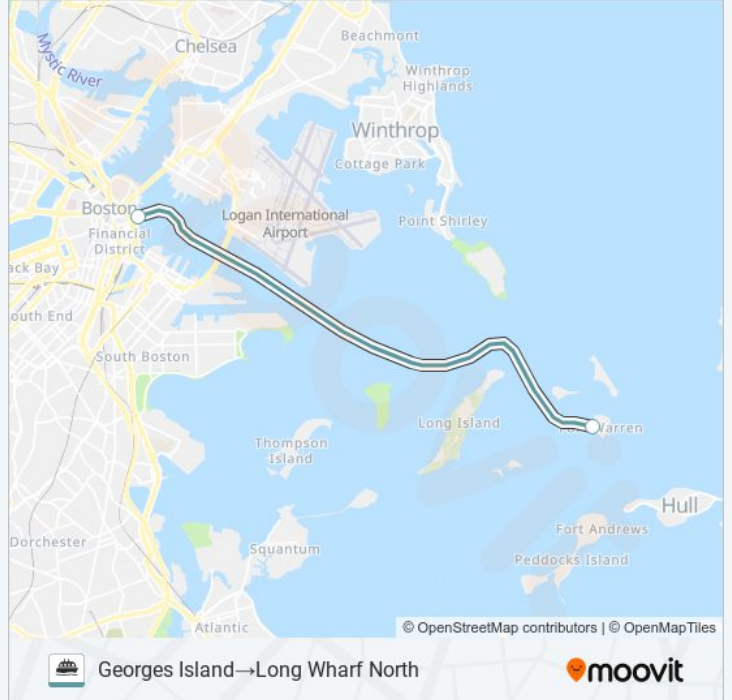 Beachmont
Chelsea
Mystic River
Winthrop
Highlands
Winthrop
Cottage Park
Boston
Logan International
Airport
Point Shirley
Financial
District
ack Bay
outh End
South Boston
Long Island
Warren
Thompson
Island
Hull
Fort Andrews
Dorchester
Squantum
Peddocks Island
Atlantic
© OpenStreetMap contributors | © OpenMapTiles
Georges Island→Long Wharf North
moovit